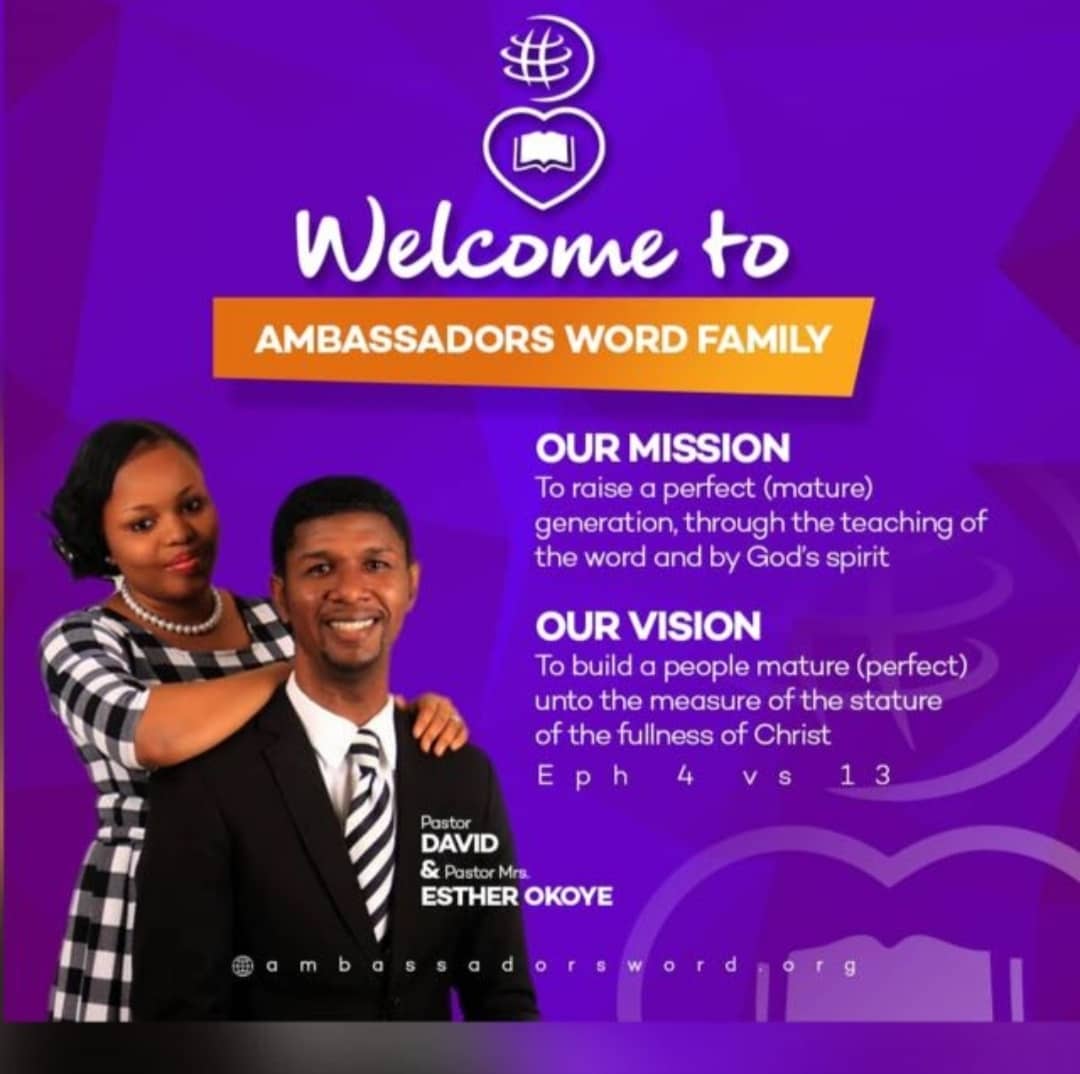 Welcome to
AMBASSADORS WORD FAMILY
OUR MISSION
To raise a perfect (mature)
generation, through the teaching of
the word and by God's spirit
OUR VISION
To build a people mature (perfect)
unto the measure of the stature
of the fullness of Christ
Eph 4 vs 13
Pastor
DAVID
& Pastor Mrs.
ESTHER OKOYE
ambassadorsword.org